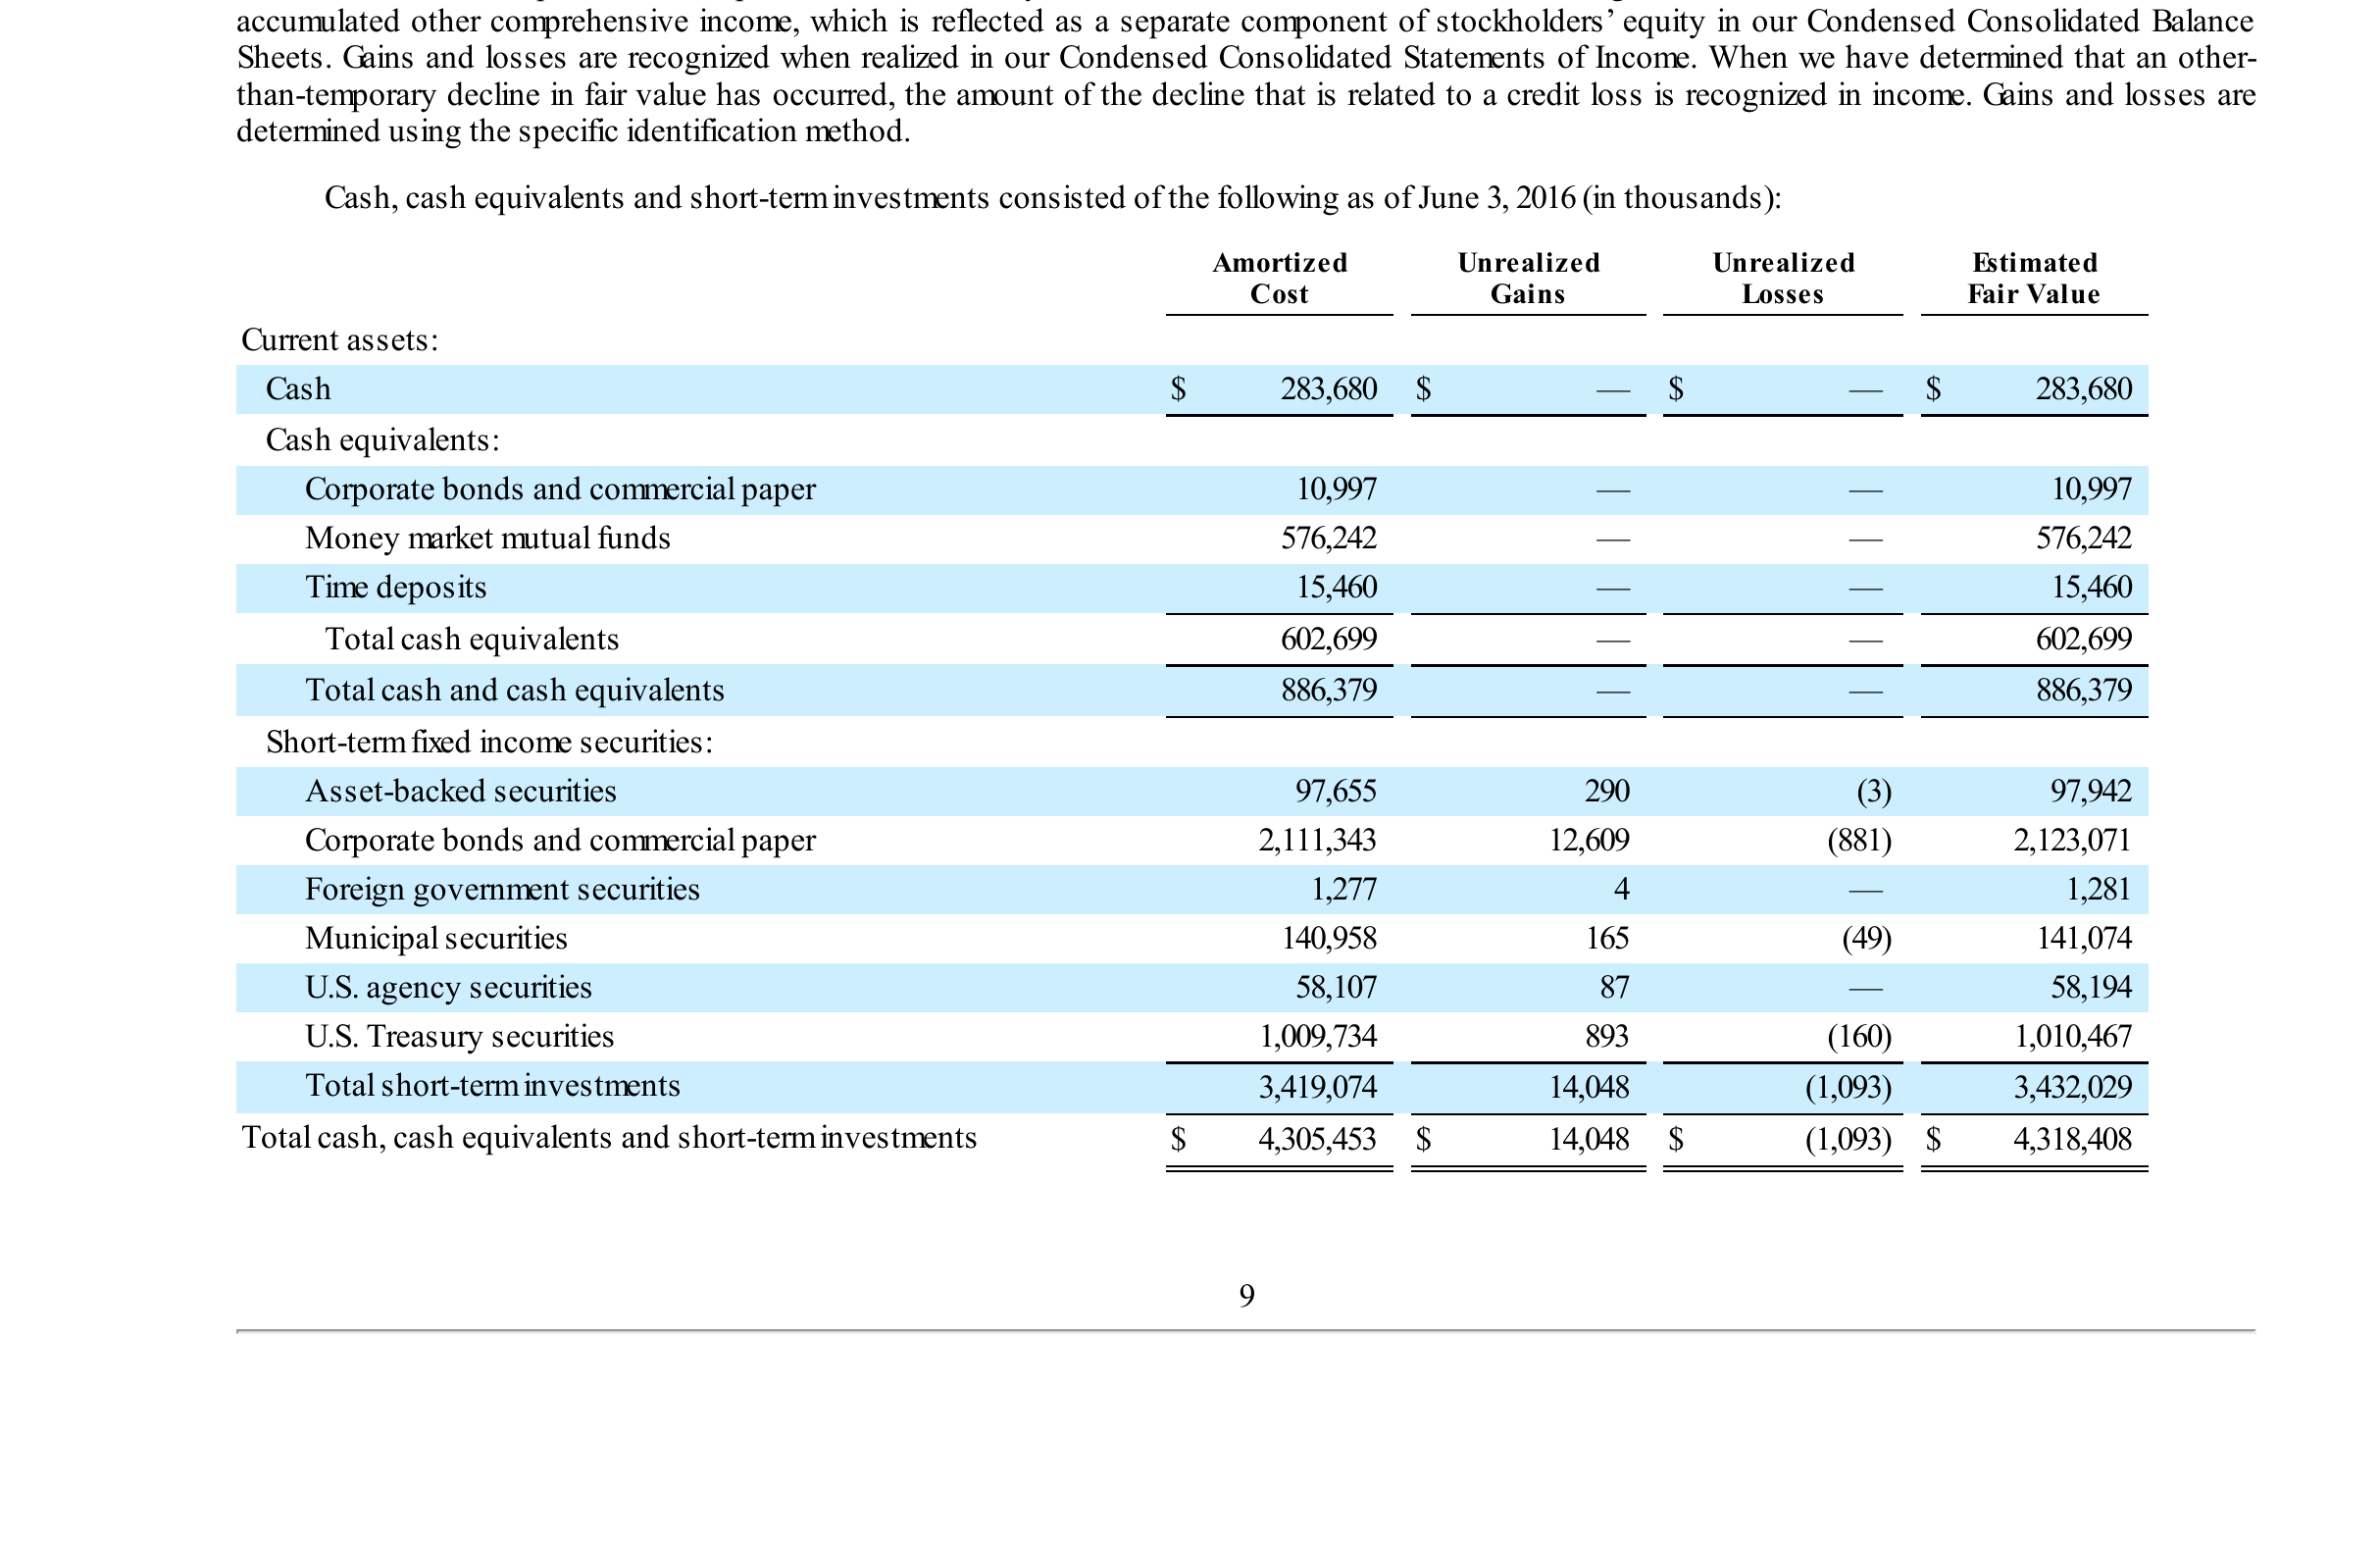 accumulated other comprehensive income, which is reflected as a separate component of stockholders’ equity in our Condensed Consolidated Balance
Sheets. Gains and losses are recognized when realized in our Condensed Consolidated Statements of Income. When we have determined that an other-
than-temporary decline in fair value has occurred, the amount of the decline that is related to a credit loss is recognized in income. Gains and losses are
determined using the specific identification method.
Cash, cash equivalents and short-term investments consisted of the following as of June 3, 2016 (in thousands):
Amortized Cost Unrealized Gains Unrealized Losses Estimated Fair Value
Current assets:
Cash $ 283,680 $ — $ — $ 283,680
Cash equivalents:
Corporate bonds and commercial paper 10,997 — — 10,997
Money market mutual funds 576,242 — — 576,242
Time deposits 15,460 — — 15,460
Total cash equivalents 602,699 — — 602,699
Total cash and cash equivalents 886,379 — — 886,379
Short-term fixed income securities:
Asset-backed securities 97,655 290 (3) 97,942
Corporate bonds and commercial paper 2,111,343 12,609 (881) 2,123,071
Foreign government securities 1,277 4 — 1,281
Municipal securities 140,958 165 (49) 141,074
U.S. agency securities 58,107 87 — 58,194
U.S. Treasury securities 1,009,734 893 (160) 1,010,467
Total short-term investments 3,419,074 14,048 (1,093) 3,432,029
Total cash, cash equivalents and short-term investments $ 4,305,453 $ 14,048 $ (1,093) $ 4,318,408
9